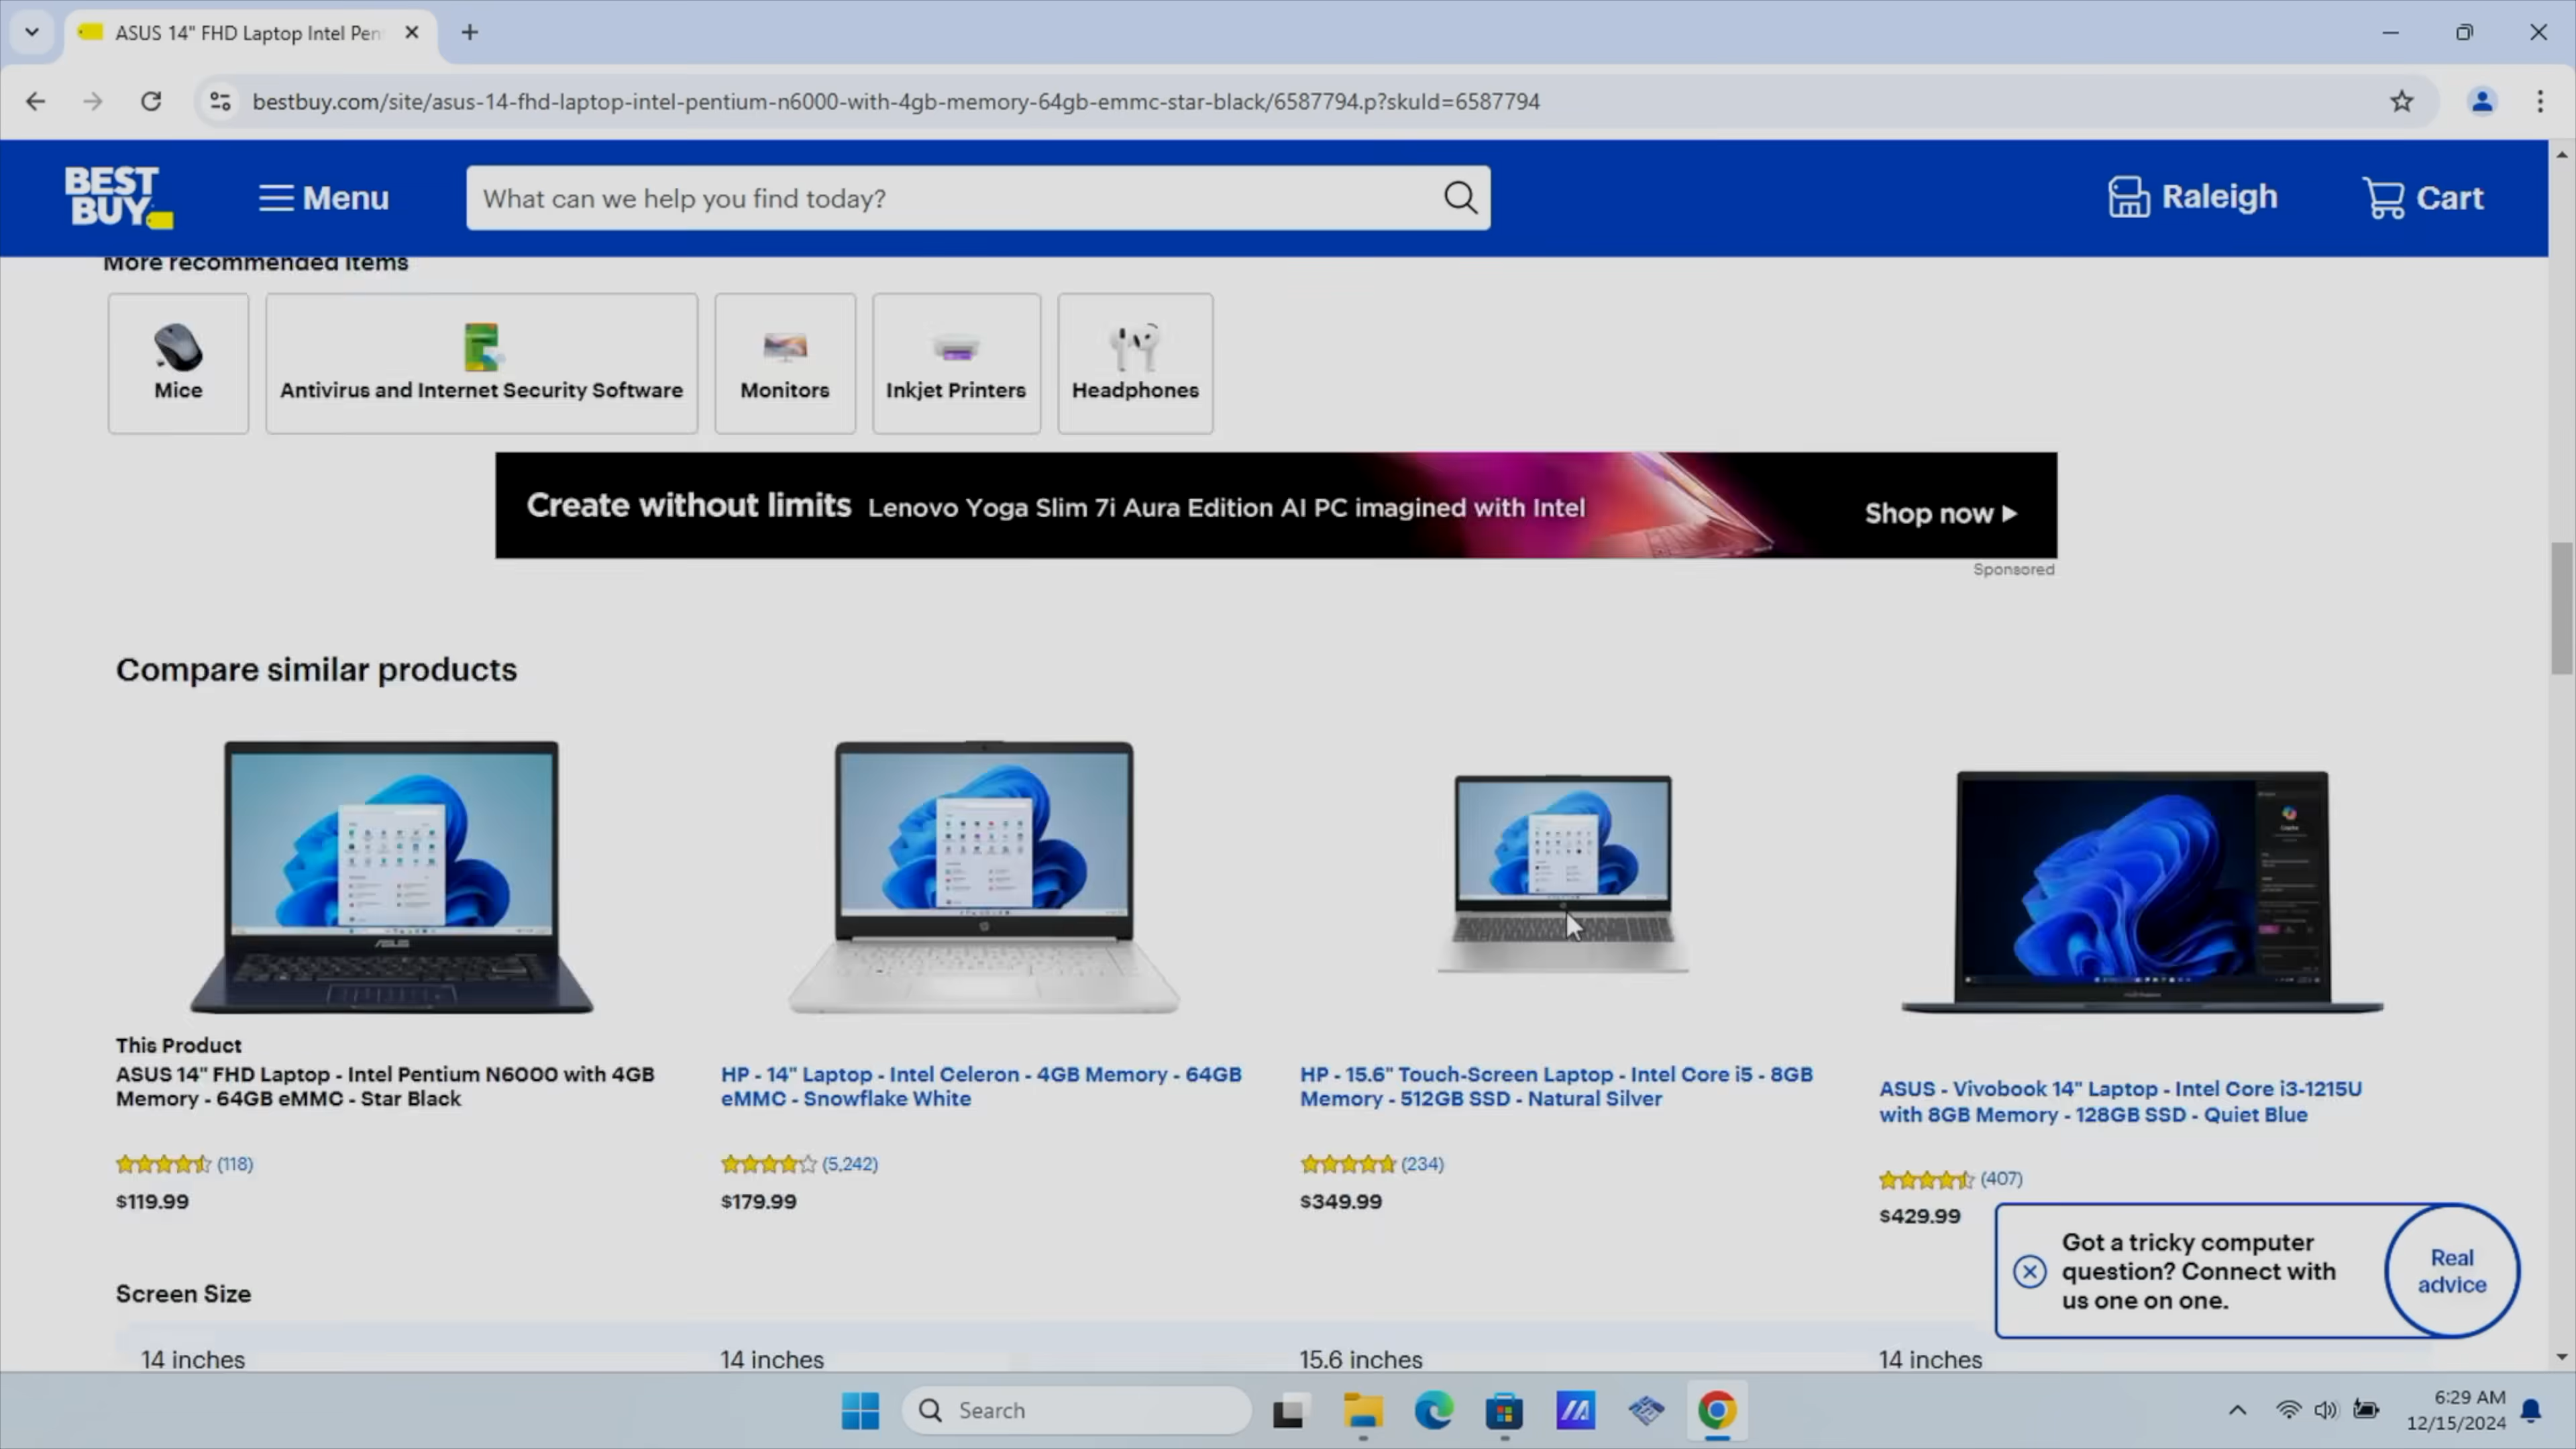 ASUS 14" FHD Laptop Intel Pen
bestbuy.com/site/asus-14-fhd-laptop-intel-pentium-n6000-with-4gb-memory-64gb-emmc-star-black/6587794.p?skuId=6587794
BEST BUY
Menu
What can we help you find today?
Raleigh
Cart
More recommended items
Mice
Antivirus and Internet Security Software
Monitors
Inkjet Printers
Headphones
Create without limits Lenovo Yoga Slim 7i Aura Edition AI PC imagined with Intel
Shop now
Sponsored
Compare similar products
ASUS
This Product
ASUS 14" FHD Laptop - Intel Pentium N6000 with 4GB
Memory - 64GB eMMC - Star Black
(118)
$119.99
HP - 14" Laptop - Intel Celeron - 4GB Memory - 64GB
eMMC - Snowflake White
(5,242)
$179.99
HP - 15.6" Touch-Screen Laptop - Intel Core i5 - 8GB
Memory - 512GB SSD - Natural Silver
(234)
$349.99
ASUS - Vivobook 14" Laptop - Intel Core i3-1215U
with 8GB Memory - 128GB SSD - Quiet Blue
(407)
$429.99
Got a tricky computer
question? Connect with
us one on one.
Real
advice
Screen Size
14 inches
14 inches
15.6 inches
14 inches
Search
6:29 AM
12/15/2024